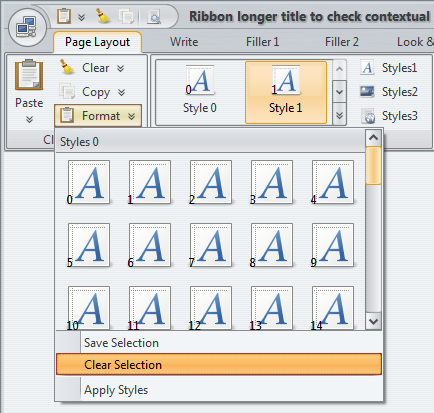 Ribbon longer title to check contextual
Page Layout Write Filler 1 Filler 2 Look &
Paste
Clear
Copy
Format
0 Style 0
1 Style 1
Styles1
Styles2
Styles3
Cl
Styles 0
0 1 2 3 4
5 6 7 8 9
10 11 12 13 14
Save Selection
Clear Selection
Apply Styles